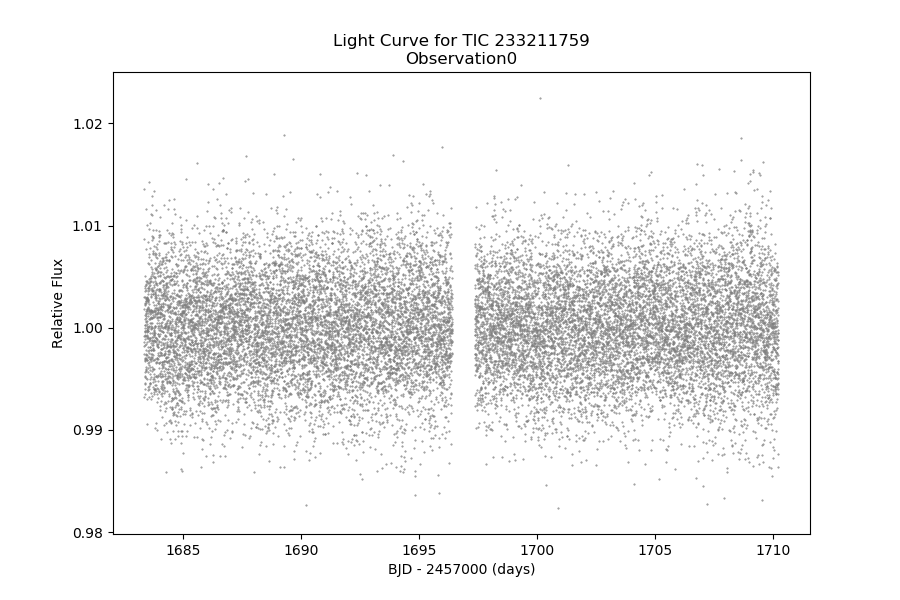 Light Curve for TIC 233211759
Observation0
1.02
1.01
1.00
0.99
0.98
Relative Flux
1685
1690
1695
1700
1705
1710
BJD - 2457000 (days)